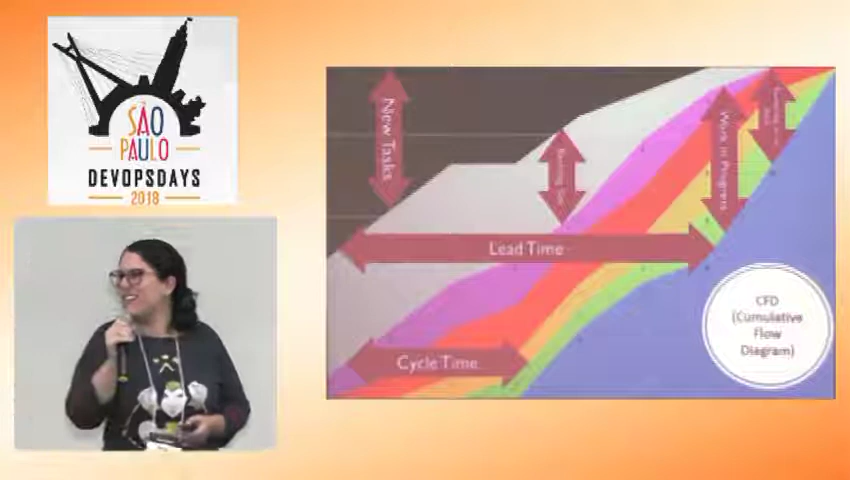 SÃO
PAULO
DEVOPSDAYS
2018
New Tasks
Work in Progress
Lead Time
Cycle Time
CFD
(Cumulative
Flow
Diagram)